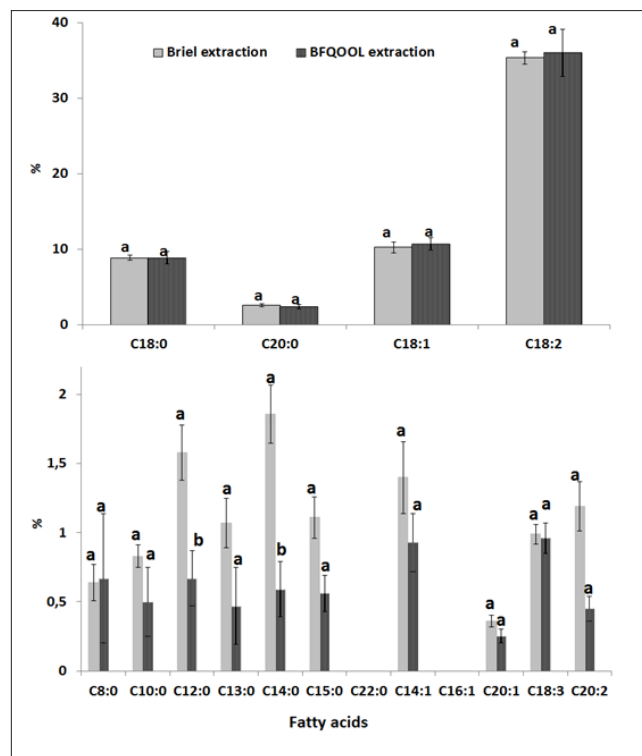 40
Briel extraction BFQOOL extraction
a a
30
%
20
a a
a a
10
a a
0
C18:0 C20:0 C18:1 C18:2
2
a
a
1,5
a
a
a
a
%
1
a
a
a a
a
a
b
b
a
a
a
0,5
a
a
a
a
0
C8:0 C10:0 C12:0 C13:0 C14:0 C15:0 C22:0 C14:1 C16:1 C20:1 C18:3 C20:2
Fatty acids